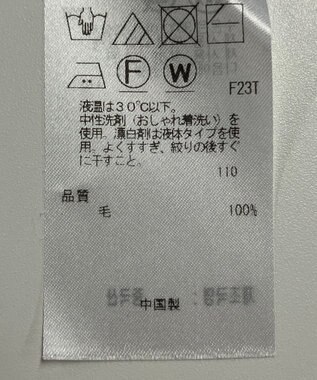 F W
F23T
液温は30℃以下。
中性洗剤（おしゃれ着洗い）を
使用。漂白剤は液体タイプを使
用。よくすすぎ、絞りの後すぐ
に干すこと。
110
品質
毛 100%
中国製